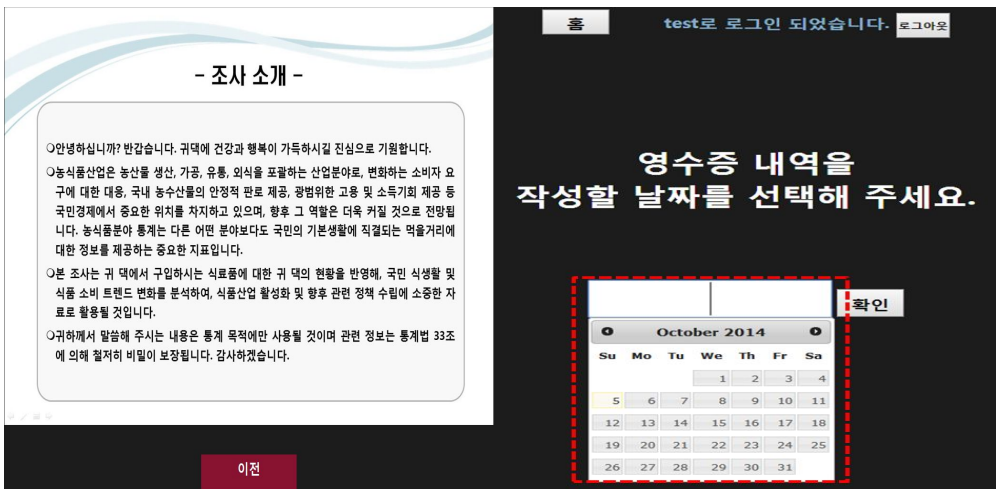 - 조사 소개 -
❍안녕하십니까? 반갑습니다. 귀댁에 건강과 행복이 가득하시길 진심으로 기원합니다.
❍농식품산업은 농산물 생산, 가공, 유통, 외식을 포괄하는 산업분야로, 변화하는 소비자 요
구에 대한 대응, 국내 농수산물의 안정적 판로 제공, 광범위한 고용 및 소득기회 제공 등
국민경제에서 중요한 위치를 차지하고 있으며, 향후 그 역할은 더욱 커질 것으로 전망됩
니다. 농식품분야 통계는 다른 어떤 분야보다도 국민의 기본생활에 직결되는 먹을거리에
대한 정보를 제공하는 중요한 지표입니다.
❍본 조사는 귀 댁에서 구입하시는 식료품에 대한 귀 댁의 현황을 반영해, 국민 식생활 및
식품 소비 트렌드 변화를 분석하여, 식품산업 활성화 및 향후 관련 정책 수립에 소중한 자
료로 활용될 것입니다.
❍귀하께서 말씀해 주시는 내용은 통계 목적에만 사용될 것이며 관련 정보는 통계법 33조
에 의해 철저히 비밀이 보장됩니다. 감사하겠습니다.
이전
홈 test로 로그인 되었습니다. 로그아웃
영수증 내역을
작성할 날짜를 선택해 주세요.
확인
October 2014
Su Mo Tu We Th Fr Sa
1 2 3 4
5 6 7 8 9 10 11
12 13 14 15 16 17 18
19 20 21 22 23 24 25
26 27 28 29 30 31